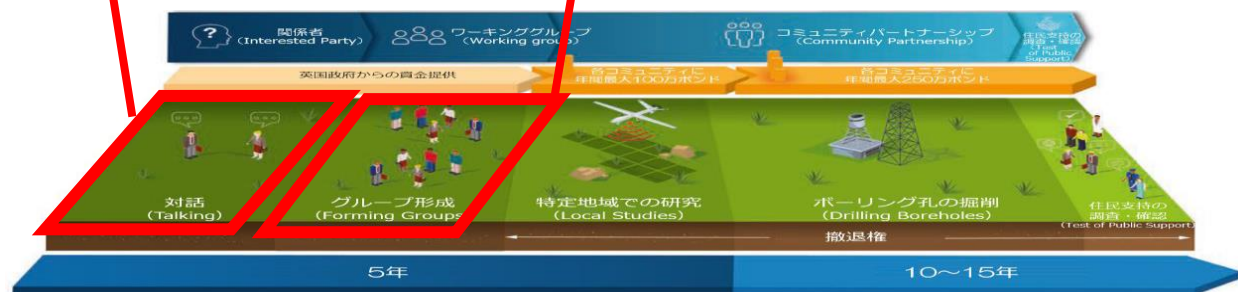 ?
関係者
(Interested Party)
ワーキンググループ
(Working group)
コミュニティパートナーシップ
(Community Partnership)
住民支持の
調査・確認
(Test
of Public
Support)
英国政府からの資金提供
各コミュニティに
年間最大100万ポンド
各コミュニティに
年間最大250万ポンド
対話
(Talking)
グループ形成
(Forming Groups
特定地域での研究
(Local Studies)
ボーリング孔の掘削
(Drilling Boreholes)
住民支持の
調査・確認
(Test of Public Support)
撤退権
5年
10～15年